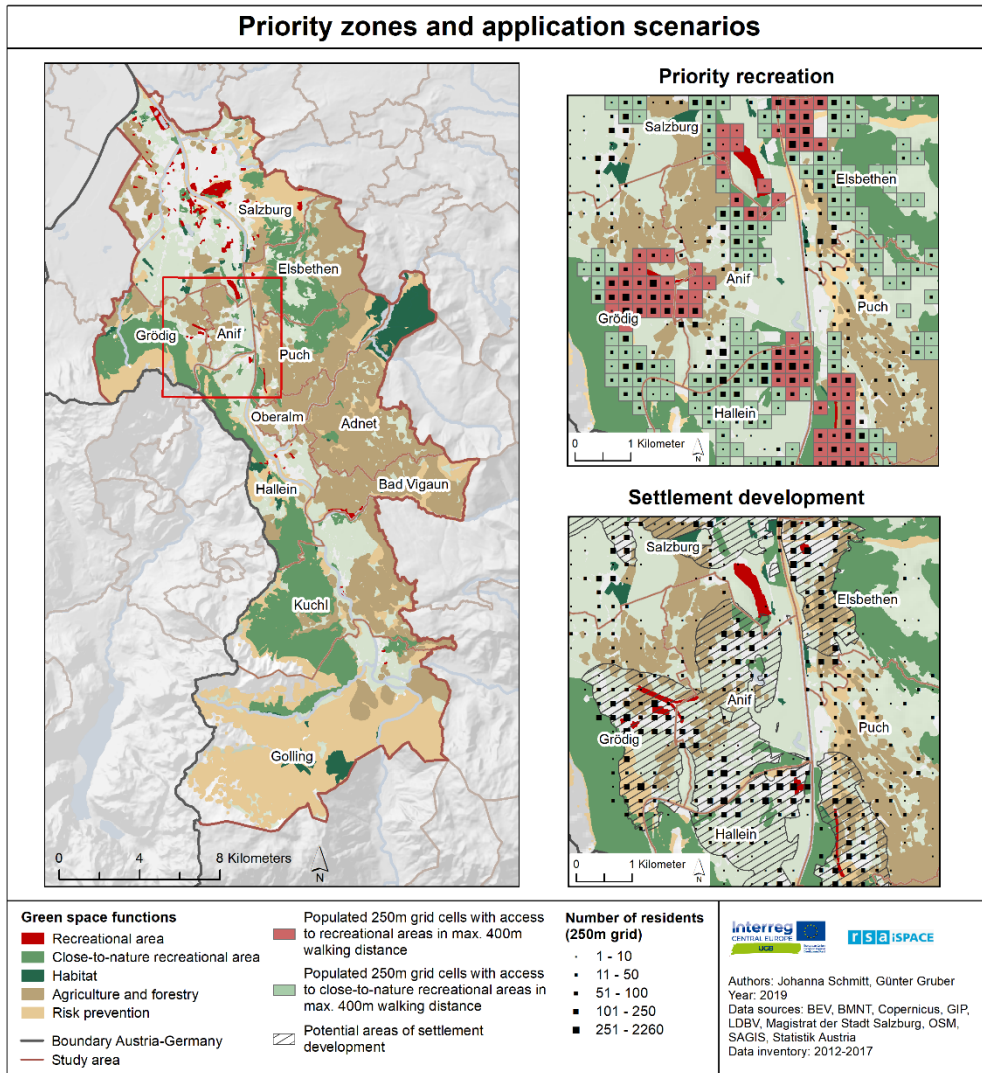 Priority zones and application scenarios
Salzburg
Elsbethen
Grödig
Anif
Puch
Oberalm
Adnet
Hallein
Bad Vigaun
Kuchl
Golling
0 4 8 Kilometers
N
Priority recreation
Salzburg
Elsbethen
Anif
Grödig
Puch
Hallein
0 1 Kilometer
N
Settlement development
Salzburg
Elsbethen
Anif
Grödig
Puch
Hallein
0 1 Kilometer
N
Green space functions
Recreational area
Close-to-nature recreational area
Habitat
Agriculture and forestry
Risk prevention
Boundary Austria-Germany
Study area
Populated 250m grid cells with access
to recreational areas in max. 400m
walking distance
Populated 250m grid cells with access
to close-to-nature recreational areas in
max. 400m walking distance
Potential areas of settlement
development
Number of residents
(250m grid)
1 - 10
11 - 50
51 - 100
101 - 250
251 - 2260
Interreg
CENTRAL EUROPE
UGB
rsa iSPACE
Authors: Johanna Schmitt, Günter Gruber
Year: 2019
Data sources: BEV, BMNT, Copernicus, GIP,
LDBV, Magistrat der Stadt Salzburg, OSM,
SAGIS, Statistik Austria
Data inventory: 2012-2017